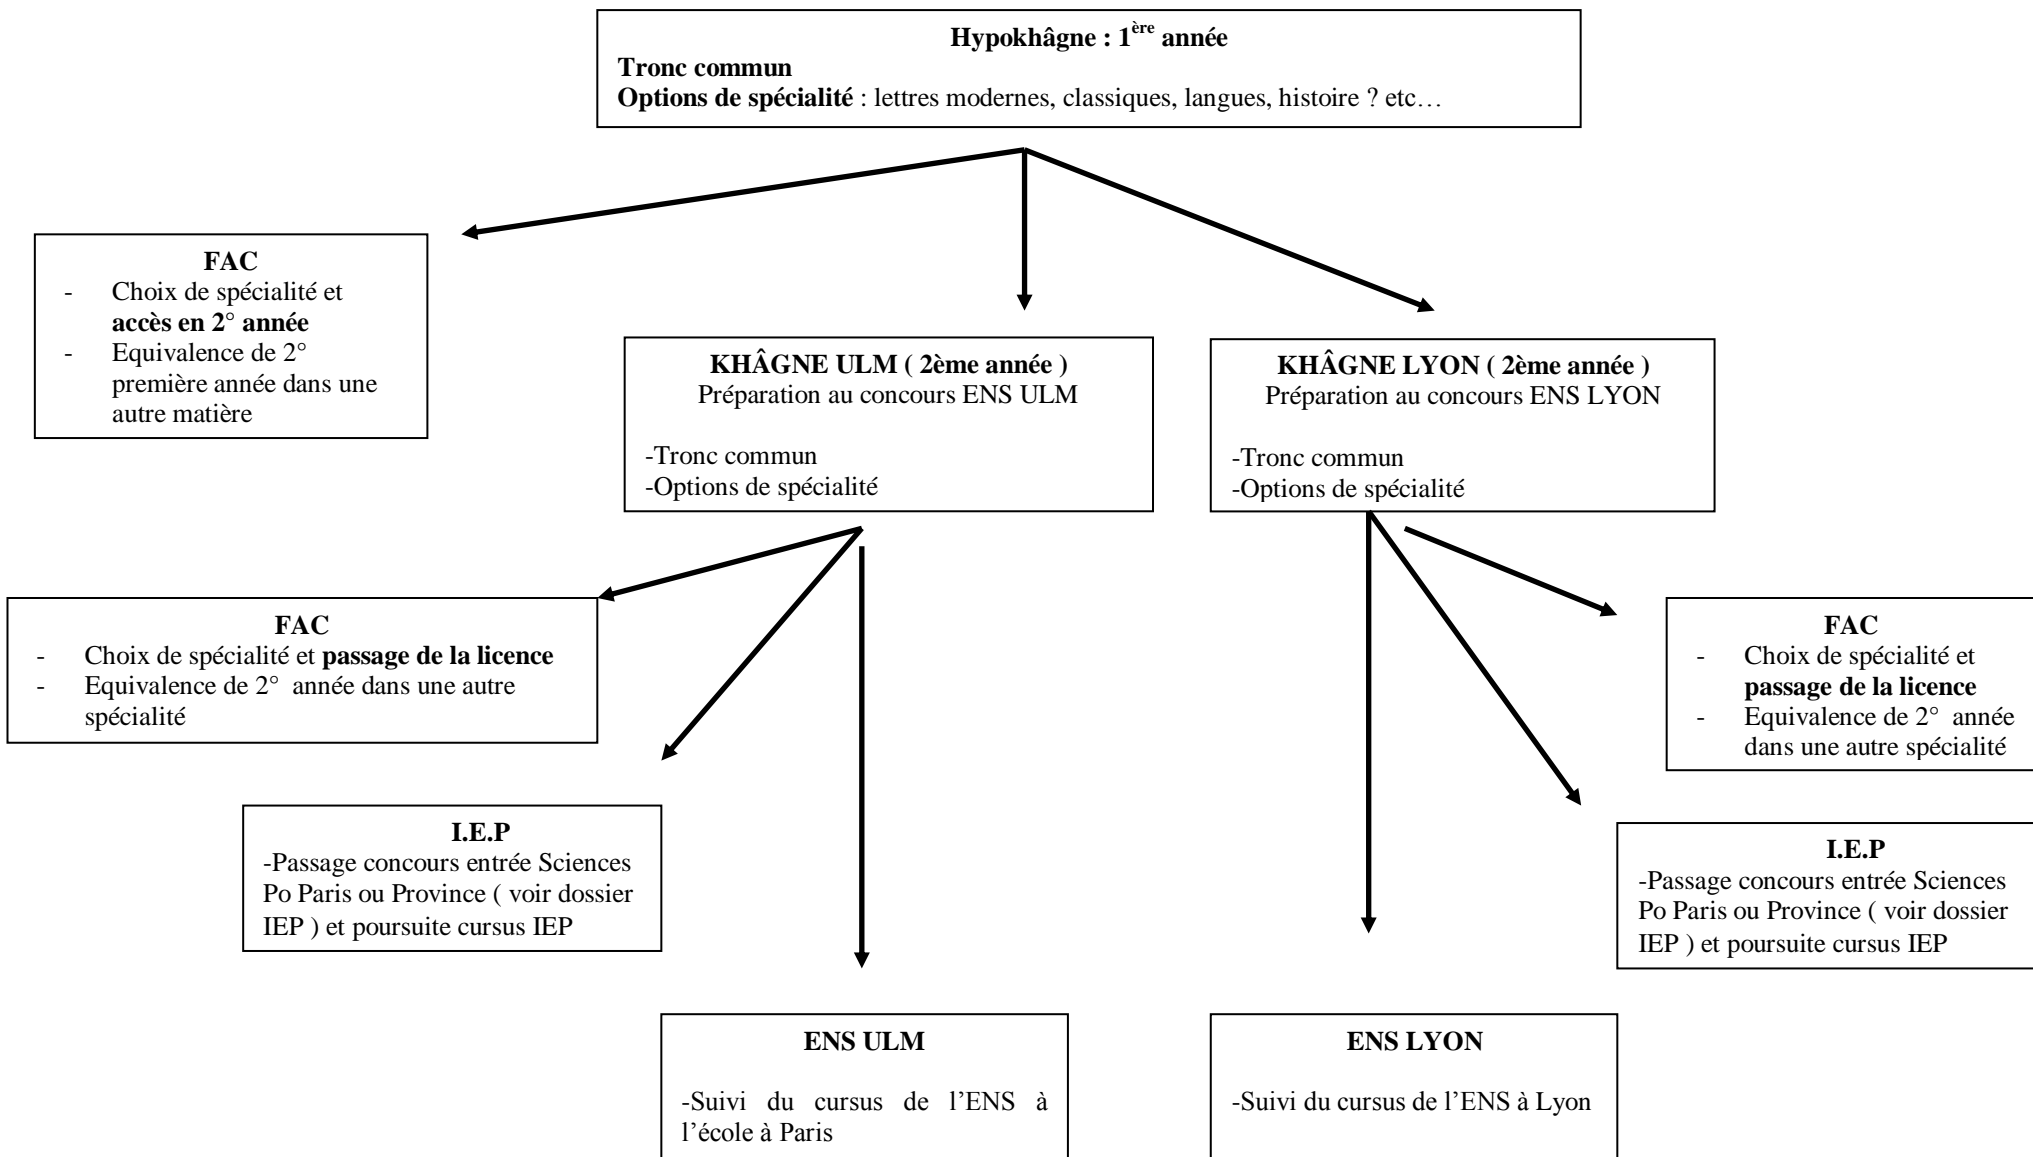 Hypokhâgne : 1ère année
Tronc commun
Options de spécialité : lettres modernes, classiques, langues, histoire ? etc…
FAC
- Choix de spécialité et
accès en 2° année
- Equivalence de 2°
première année dans une
autre matière
KHÂGNE ULM ( 2ème année )
Préparation au concours ENS ULM
-Tronc commun
-Options de spécialité
KHÂGNE LYON ( 2ème année )
Préparation au concours ENS LYON
-Tronc commun
-Options de spécialité
FAC
- Choix de spécialité et passage de la licence
- Equivalence de 2° année dans une autre
spécialité
FAC
- Choix de spécialité et
passage de la licence
- Equivalence de 2° année
dans une autre spécialité
I.E.P
-Passage concours entrée Sciences
Po Paris ou Province ( voir dossier
IEP ) et poursuite cursus IEP
I.E.P
-Passage concours entrée Sciences
Po Paris ou Province ( voir dossier
IEP ) et poursuite cursus IEP
ENS ULM
-Suivi du cursus de l’ENS à
l’école à Paris
ENS LYON
-Suivi du cursus de l’ENS à Lyon